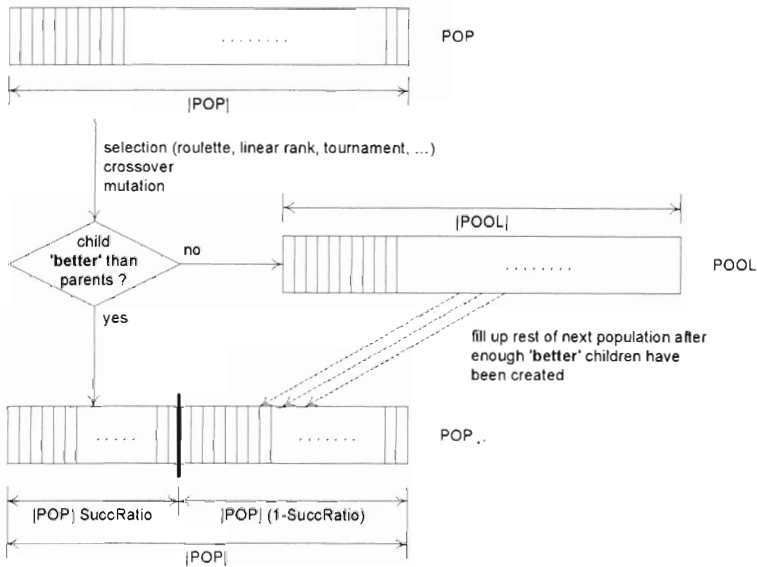 ........
POP
|POP|
selection (roulette, linear rank, tournament, ...)
crossover
mutation
|POOL|
child
'better' than
parents ?
no
........
POOL
yes
fill up rest of next population after
enough 'better' children have
been created
.....
.......
POP
|POP| SuccRatio
|POP| (1-SuccRatio)
|POP|